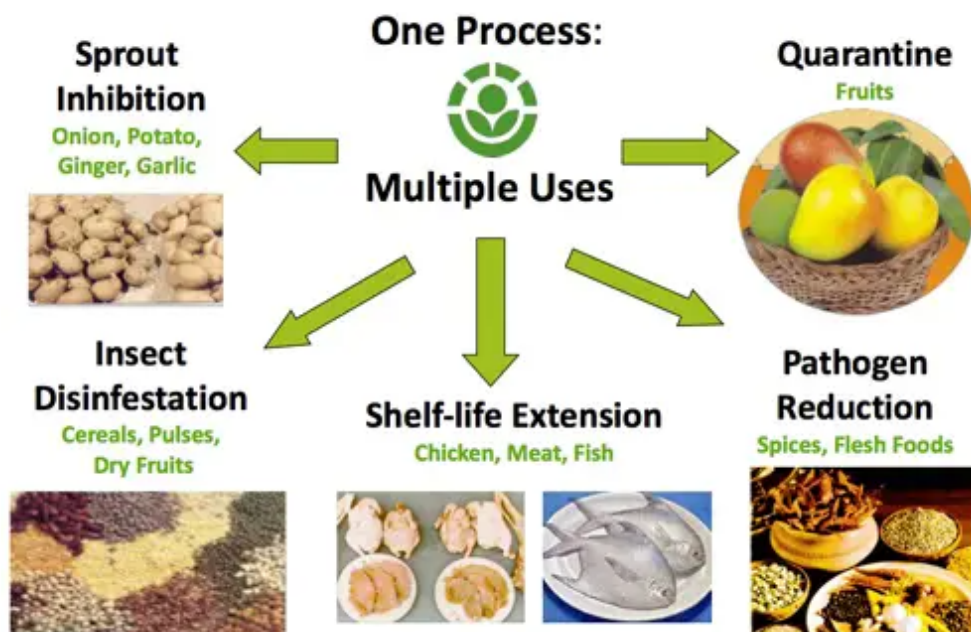 One Process:
Multiple Uses
Sprout
Inhibition
Onion, Potato,
Ginger, Garlic
Quarantine
Fruits
Insect
Disinfestation
Cereals, Pulses,
Dry Fruits
Shelf-life Extension
Chicken, Meat, Fish
Pathogen
Reduction
Spices, Flesh Foods